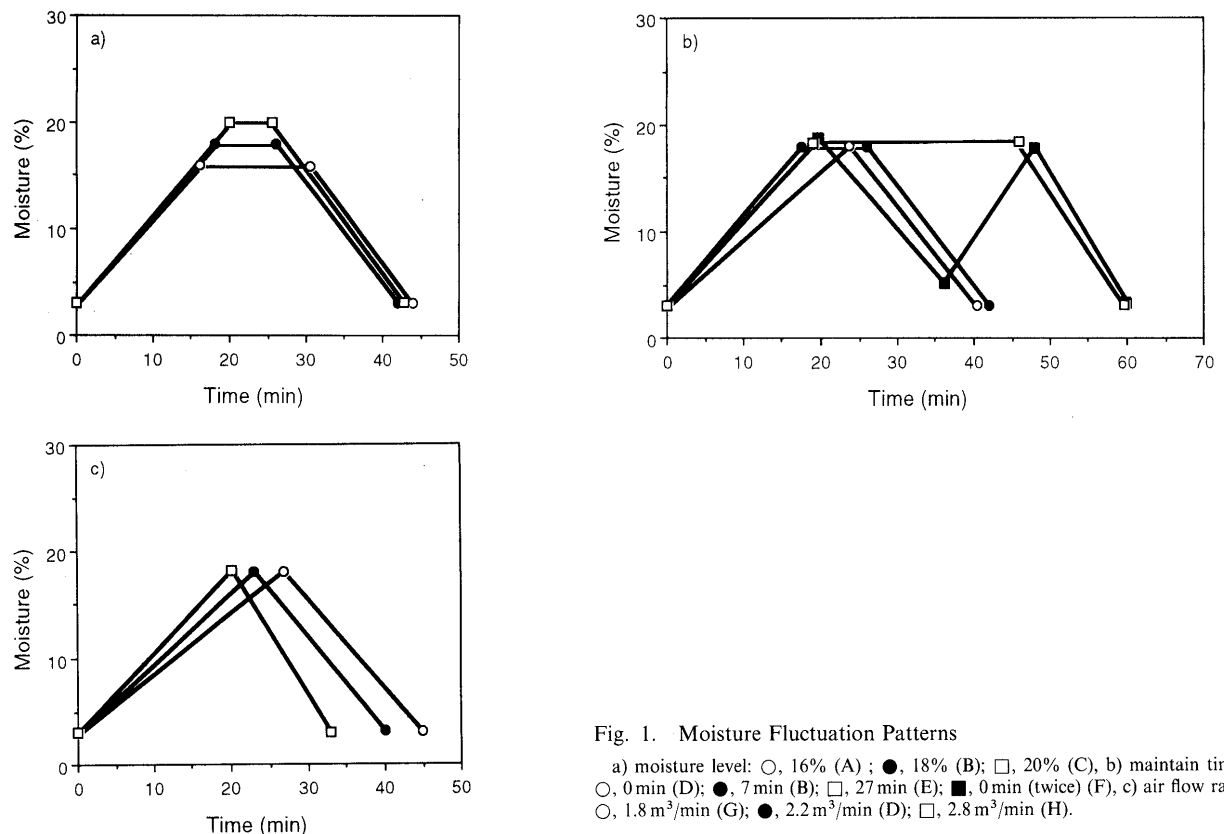 a)
30
20
10
0
Moisture (%)
0 10 20 30 40 50
Time (min)
b)
30
20
10
0
Moisture (%)
0 10 20 30 40 50 60 70
Time (min)
c)
30
20
10
0
Moisture (%)
0 10 20 30 40 50
Time (min)
Fig. 1. Moisture Fluctuation Patterns
a) moisture level: ○, 16% (A) ; ●, 18% (B); □, 20% (C), b) maintain
○, 0 min (D); ●, 7 min (B); □, 27 min (E); ■, 0 min (twice) (F), c) air flow ra
○, 1.8 m³/min (G); ●, 2.2 m³/min (D); □, 2.8 m³/min (H).